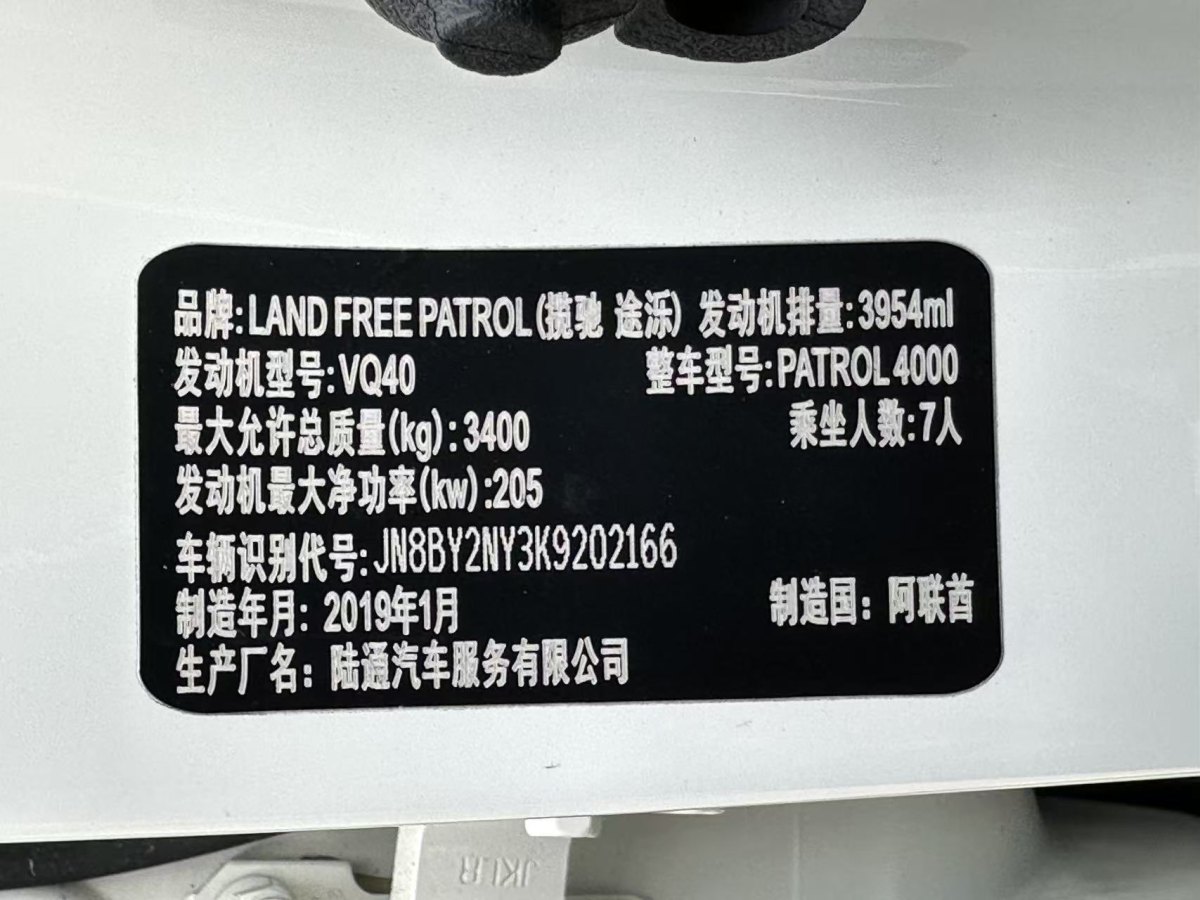 品牌:LAND FREE PATROL(揽驰 途泺) 发动机排量:3954ml
发动机型号:VQ40 整车型号:PATROL 4000
最大允许总质量(kg):3400 乘坐人数:7人
发动机最大净功率(kw):205
车辆识别代号:JN8BY2NY3K9202166
制造年月: 2019年1月 制造国: 阿联酋
生产厂名: 陆通汽车服务有限公司
JKLR